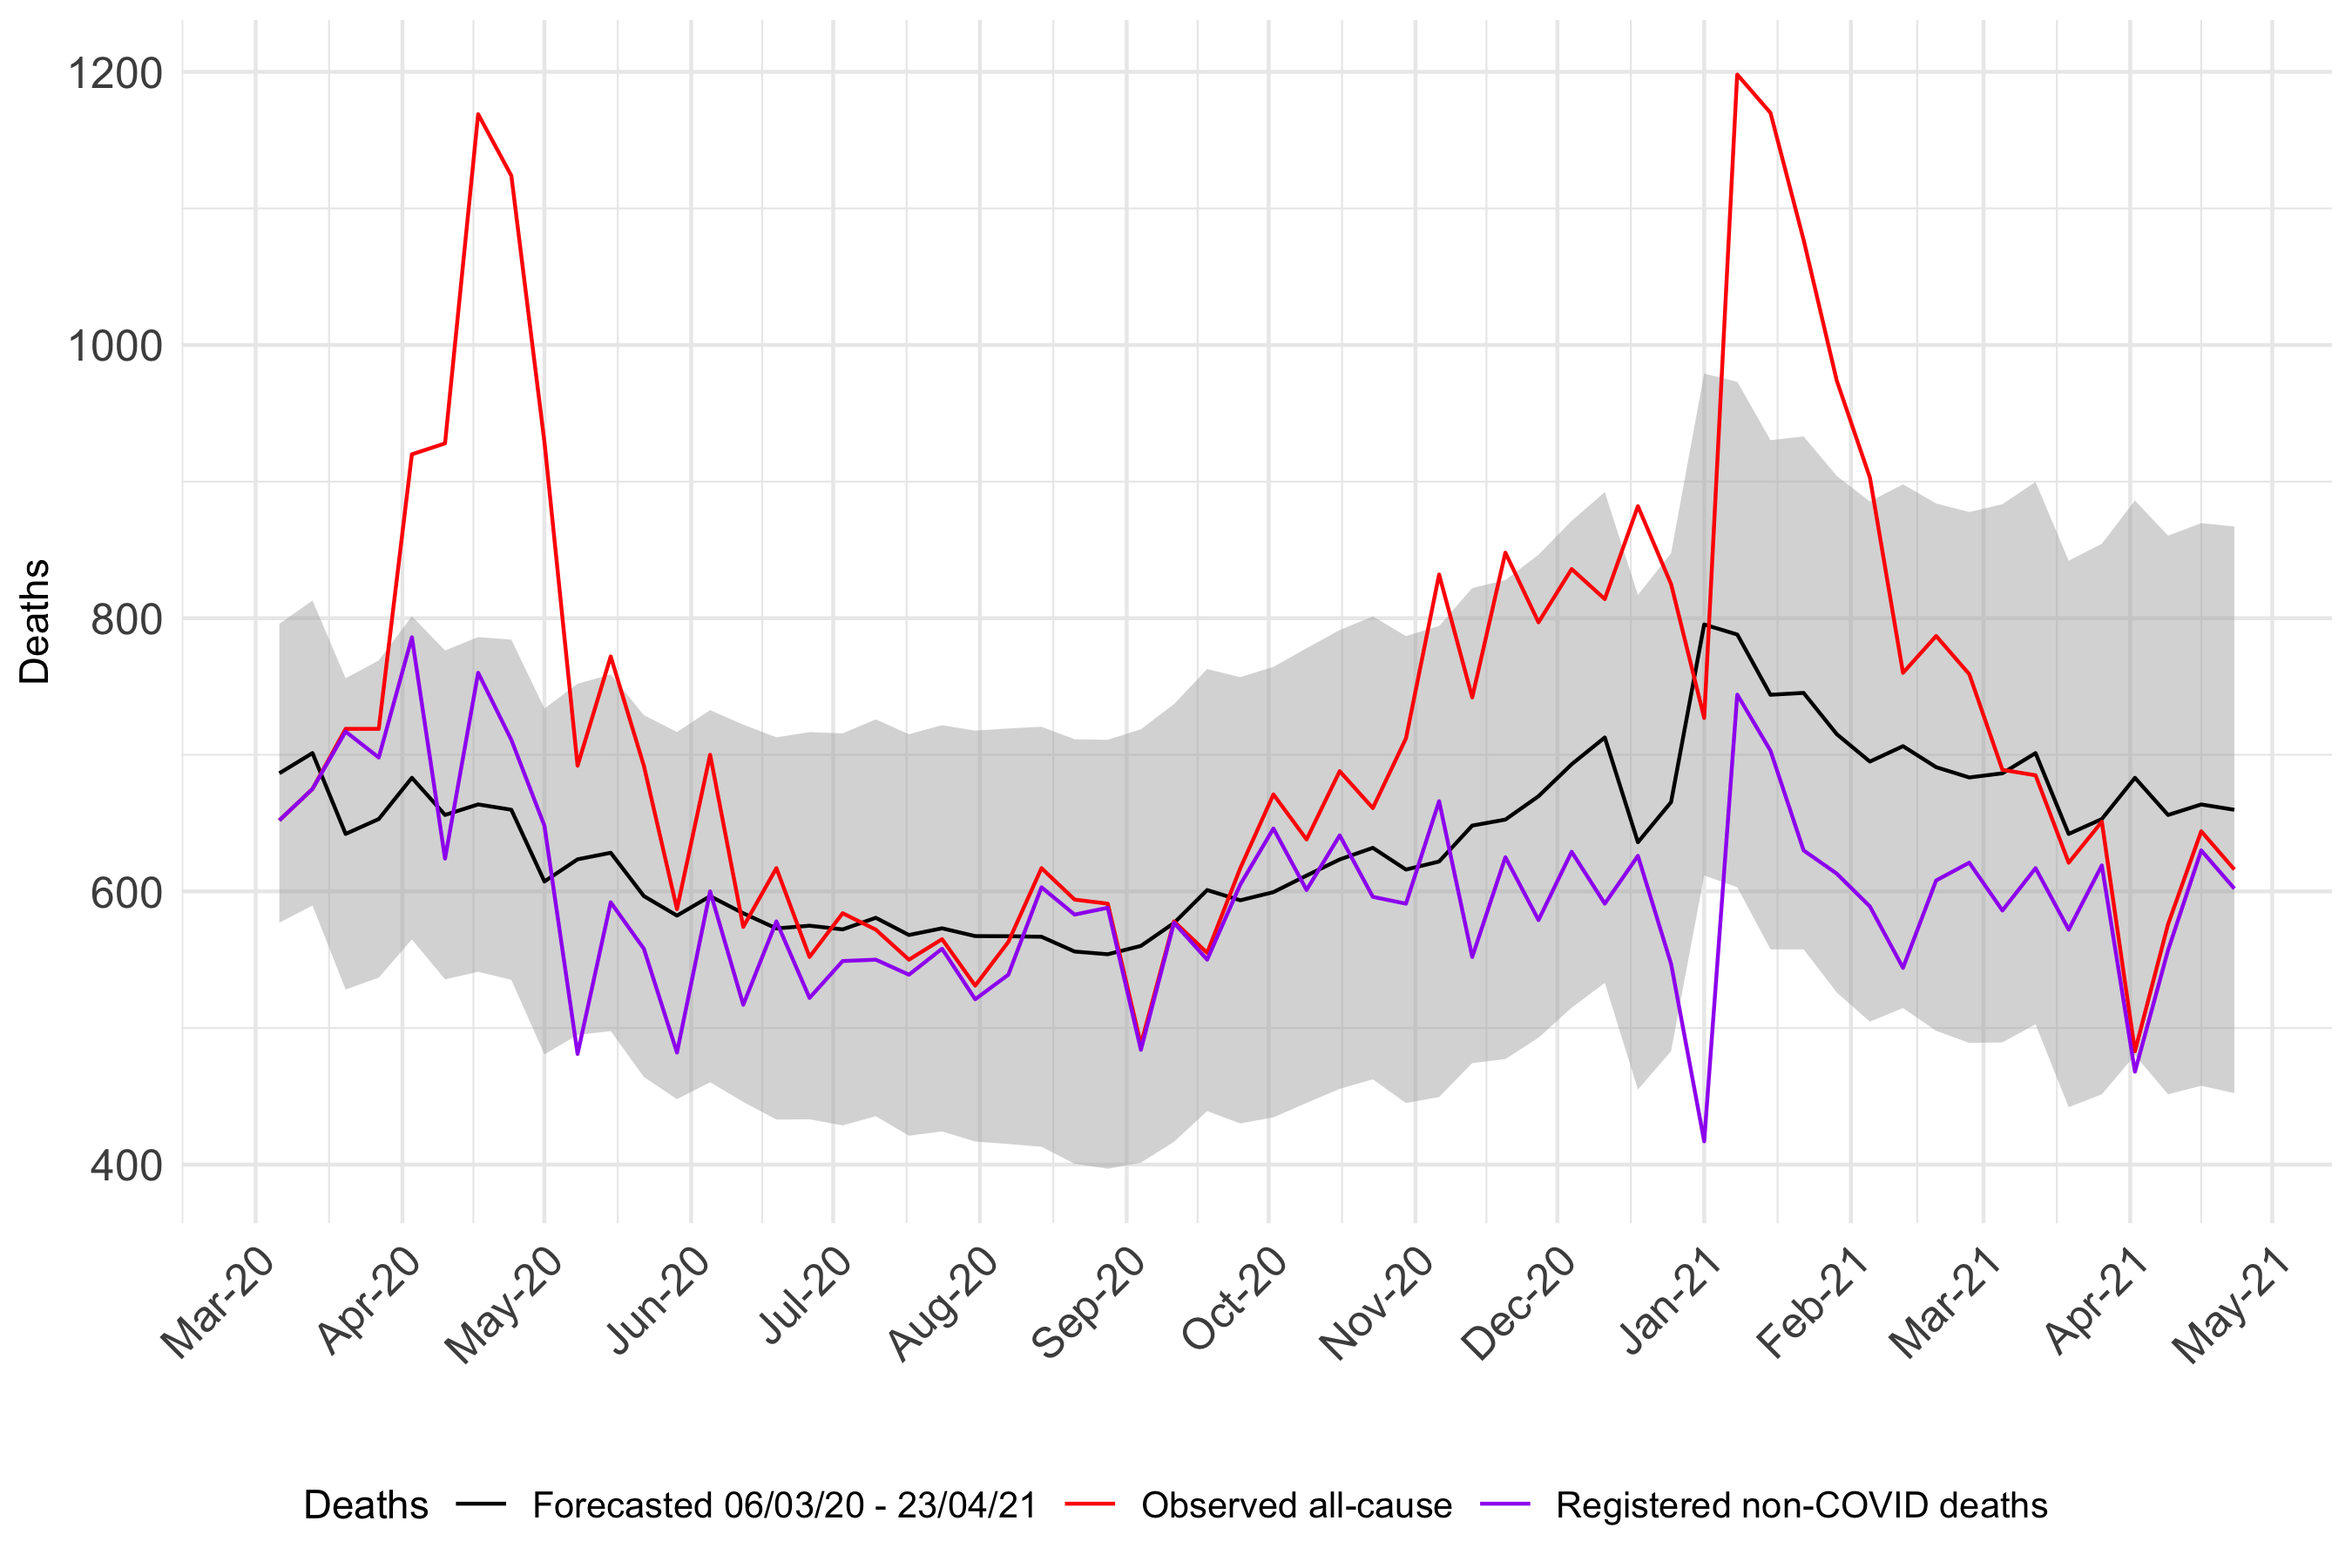 Deaths
1200
1000
800
600
400
Mar-20 Apr-20 May-20 Jun-20 Jul-20 Aug-20 Sep-20 Oct-20 Nov-20 Dec-20 Jan-21 Feb-21 Mar-21 Apr-21 May-21
Deaths Forecasted 06/03/20 - 23/04/21 Observed all-cause Registered non-COVID deaths